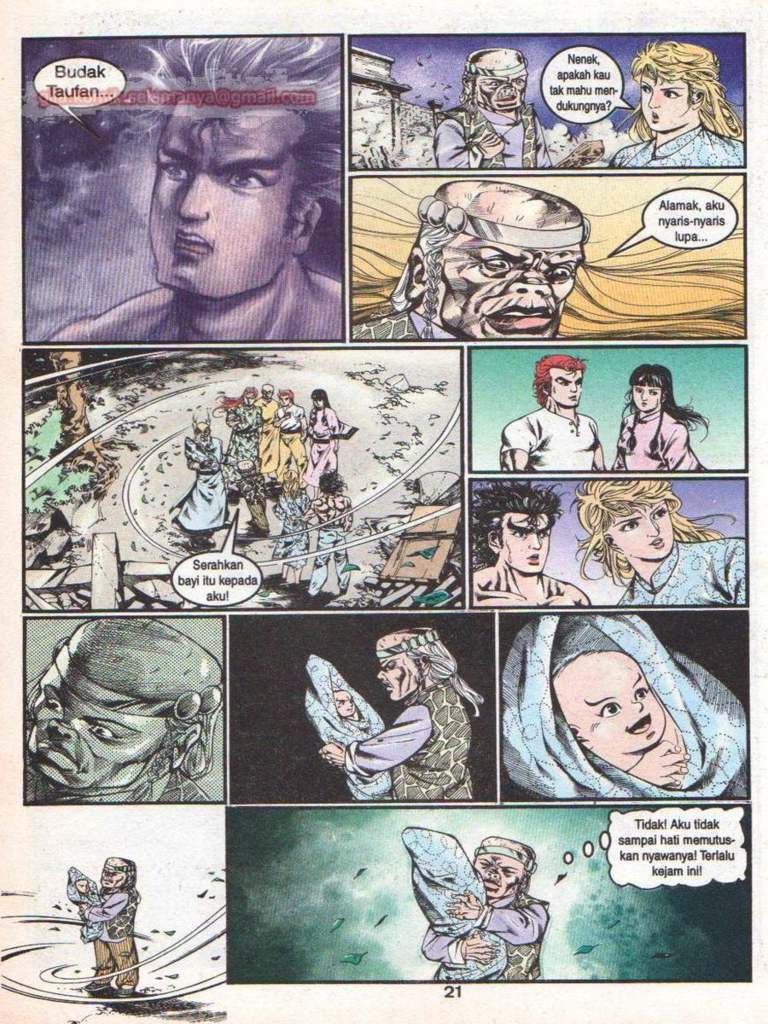 Budak
Taufan...
Nenek,
apakah kau
tak mahu men-
dukungnya?
Alamak, aku
nyaris-nyaris
lupa...
Serahkan
bayi itu kepada
aku!
Tidak! Aku tidak
sampai hati memutus-
kan nyawanya! Terlalu
kejam ini!
21